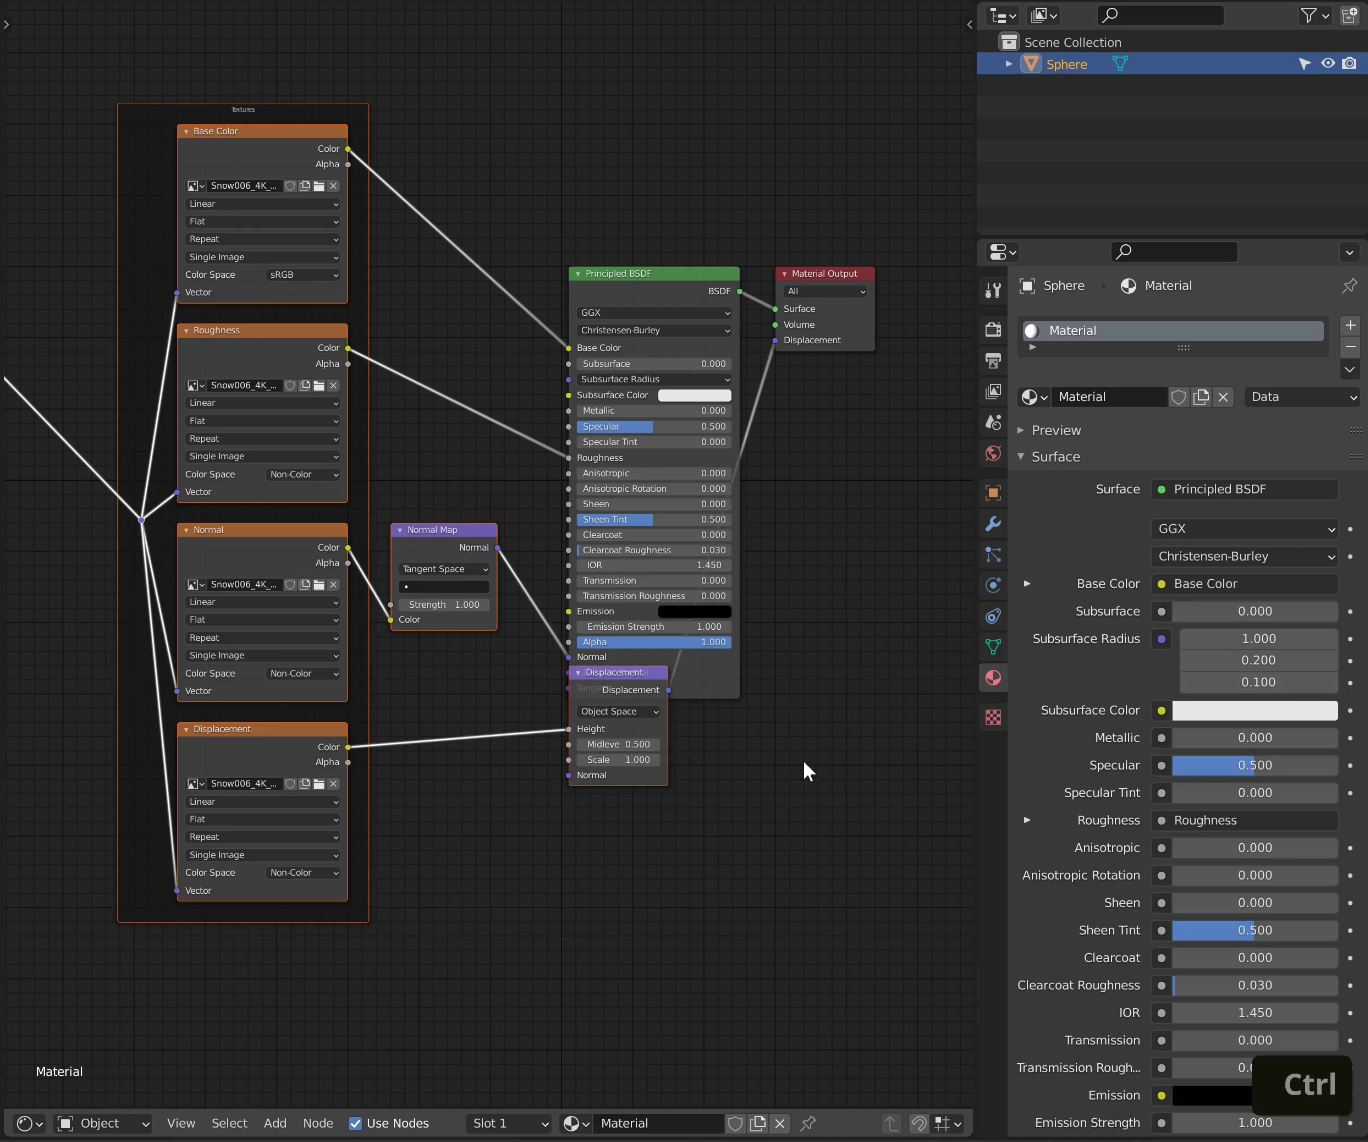 Textures
Base Color
Color
Alpha
Snow006_4K_...
Linear
Flat
Repeat
Single Image
Color Space sRGB
Vector
Roughness
Color
Alpha
Snow006_4K_...
Linear
Flat
Repeat
Single Image
Color Space Non-Color
Vector
Normal
Color
Alpha
Snow006_4K_...
Linear
Flat
Repeat
Single Image
Color Space Non-Color
Vector
Displacement
Color
Alpha
Snow006_4K_...
Linear
Flat
Repeat
Single Image
Color Space Non-Color
Vector
Normal Map
Normal
Tangent Space
Strength 1.000
Color
Principled BSDF
BSDF
GGX
Christensen-Burley
Base Color
Subsurface 0.000
Subsurface Radius
Subsurface Color
Metallic 0.000
Specular 0.500
Specular Tint 0.000
Roughness
Anisotropic 0.000
Anisotropic Rotation 0.000
Sheen 0.000
Sheen Tint 0.500
Clearcoat 0.000
Clearcoat Roughness 0.030
IOR 1.450
Transmission 0.000
Transmission Roughness 0.000
Emission
Emission Strength 1.000
Alpha 1.000
Normal
Displacement
Displacement
Object Space
Height
Midleve 0.500
Scale 1.000
Normal
Material Output
All
Surface
Volume
Displacement
Material
Object View Select Add Node Use Nodes Slot 1 Material
Scene Collection
Sphere
Sphere Material
Material
Material Data
Preview
Surface
Surface Principled BSDF
GGX
Christensen-Burley
Base Color Base Color
Subsurface 0.000
Subsurface Radius 1.000
0.200
0.100
Subsurface Color
Metallic 0.000
Specular 0.500
Specular Tint 0.000
Roughness Roughness
Anisotropic 0.000
Anisotropic Rotation 0.000
Sheen 0.000
Sheen Tint 0.500
Clearcoat 0.000
Clearcoat Roughness 0.030
IOR 1.450
Transmission 0.000
Transmission Rough...
Emission
Emission Strength 1.000
Ctrl